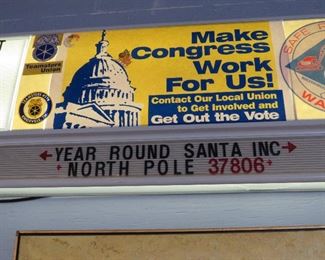 Make
Congress
Work
For Us!
Contact Our Local Union
to Get Involved and
Get Out the Vote
Teamsters
Union
SAFE
YEAR ROUND SANTA INC
NORTH POLE 37806